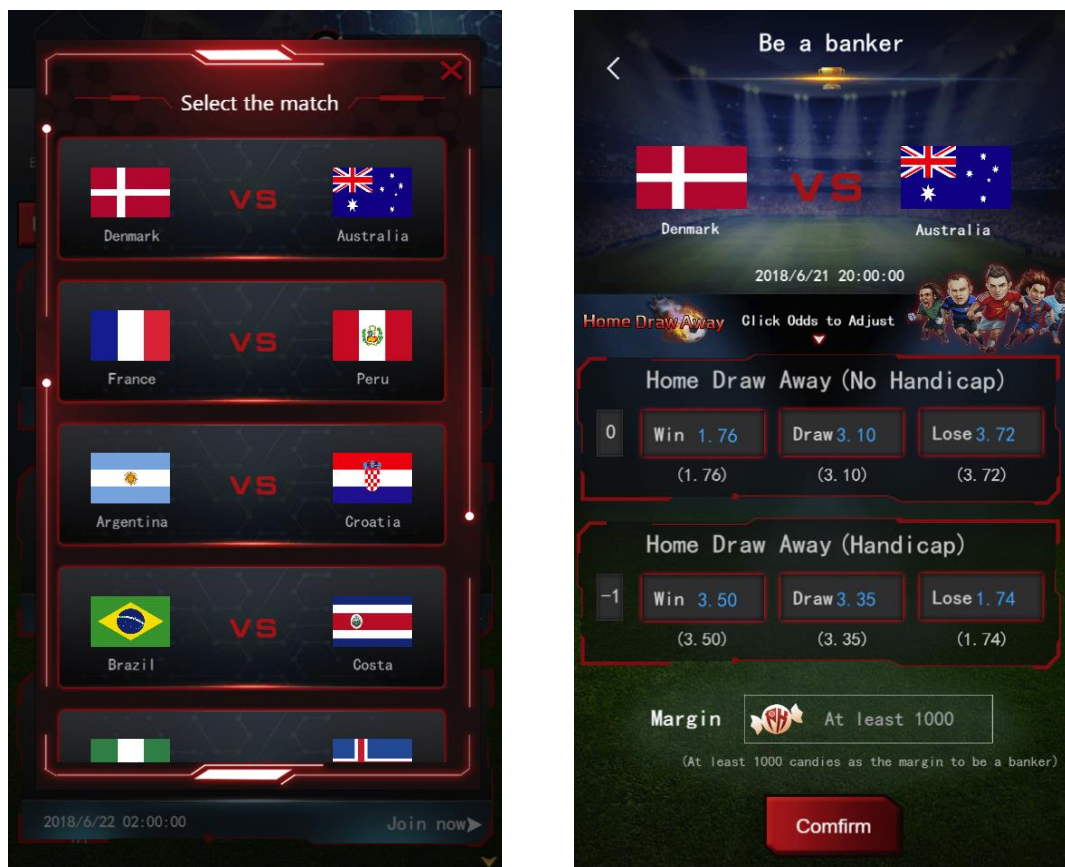 Select the match
VS
Denmark
Australia
VS
France
Peru
VS
Argentina
Croatia
VS
Brazil
Costa
2018/6/22 02:00:00
Join now
Be a banker
VS
Denmark
Australia
2018/6/21 20:00:00
Home Draw Away
Click Odds to Adjust
Home Draw Away (No Handicap)
0 Win 1.76 Draw 3.10 Lose 3.72
(1.76) (3.10) (3.72)
Home Draw Away (Handicap)
-1 Win 3.50 Draw 3.35 Lose 1.74
(3.50) (3.35) (1.74)
Margin PH At least 1000
(At least 1000 candies as the margin to be a banker)
Comfirm